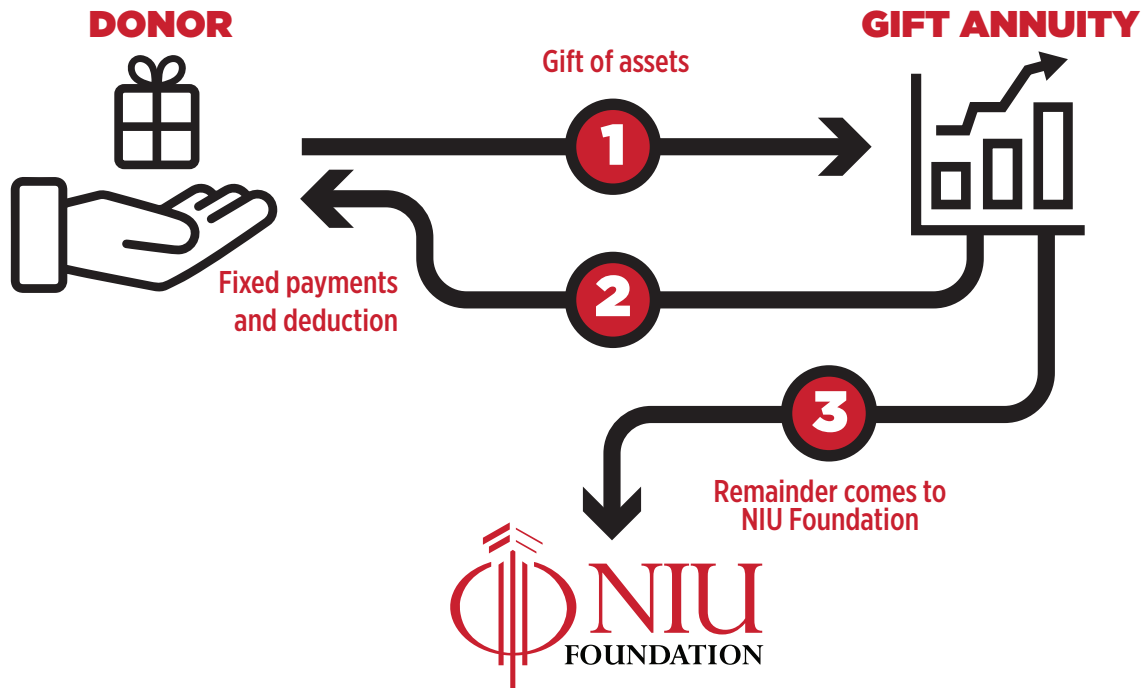 DONOR
GIFT ANNUITY
Gift of assets
1
Fixed payments
and deduction
2
3
Remainder comes to
NIU Foundation
NIU
FOUNDATION